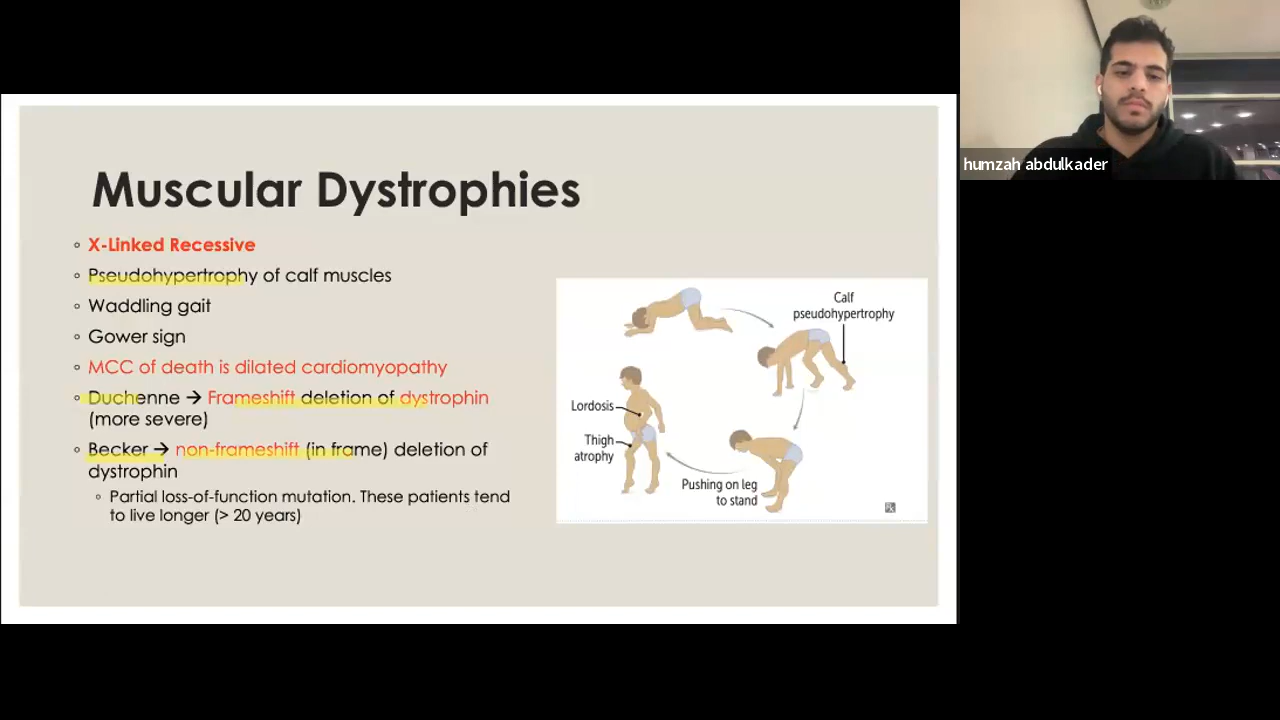 humzah abdulkader
Muscular Dystrophies
◦ X-Linked Recessive
◦ Pseudohypertrophy of calf muscles
◦ Waddling gait
◦ Gower sign
◦ MCC of death is dilated cardiomyopathy
◦ Duchenne → Frameshift deletion of dystrophin
(more severe)
◦ Becker → non-frameshift (in frame) deletion of
dystrophin
◦ Partial loss-of-function mutation. These patients tend
to live longer (> 20 years)
Calf
pseudohypertrophy
Lordosis
Thigh
atrophy
Pushing on leg
to stand